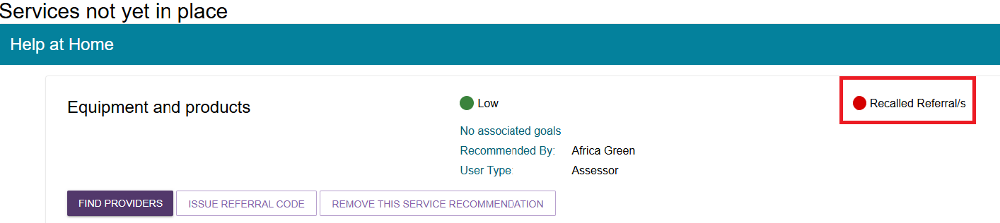 Services not yet in place
Help at Home
Equipment and products
Low
Recalled Referral/s
No associated goals
Recommended By: Africa Green
User Type Assessor
FIND PROVIDERS
ISSUE REFERRAL CODE
REMOVE THIS SERVICE RECOMMENDATION